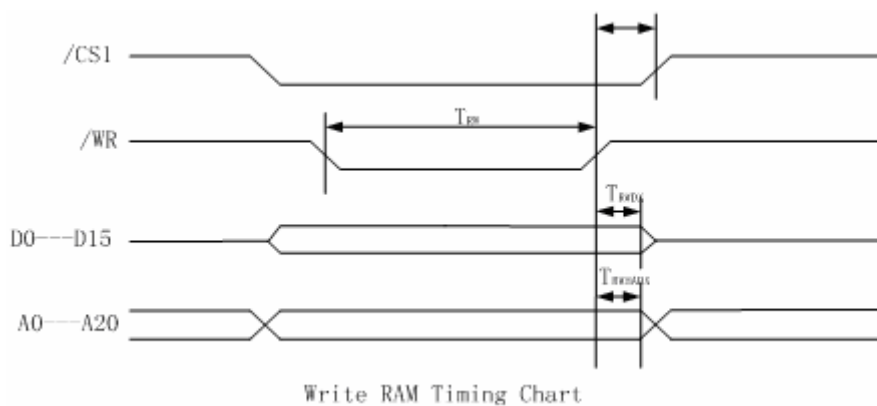 /CS1
/WR
D0---D15
A0---A20
Write RAM Timing Chart